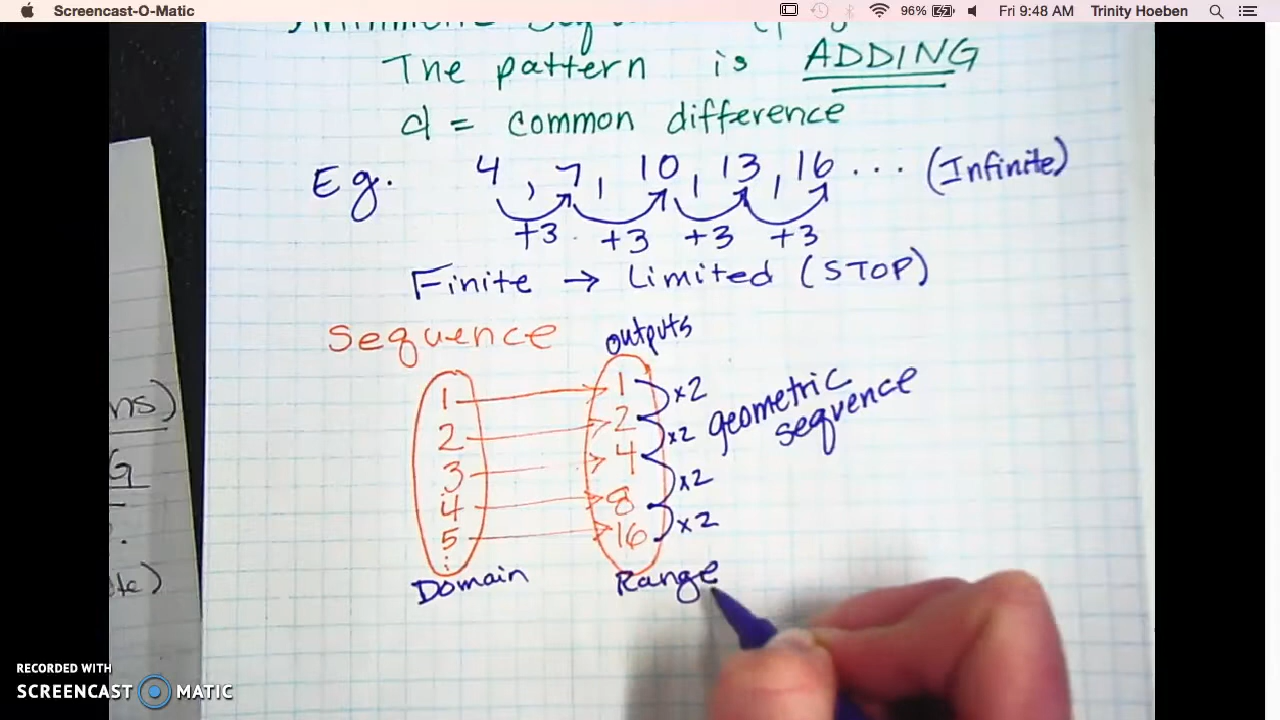 Screencast-O-Matic 96% Fri 9:48 AM Trinity Hoeben
The pattern is ADDING
d = common difference
Eg. 4, 7, 10, 13, 16 ... (Infinite)
+3 +3 +3 +3
Finite → Limited (STOP)
Sequence outputs
1 1 x2
2 2 x2 geometric sequence
3 4 x2
4 8 x2
5 16
⋮
Domain Range
ns)
G
te)
RECORDED WITH
SCREENCAST MATIC